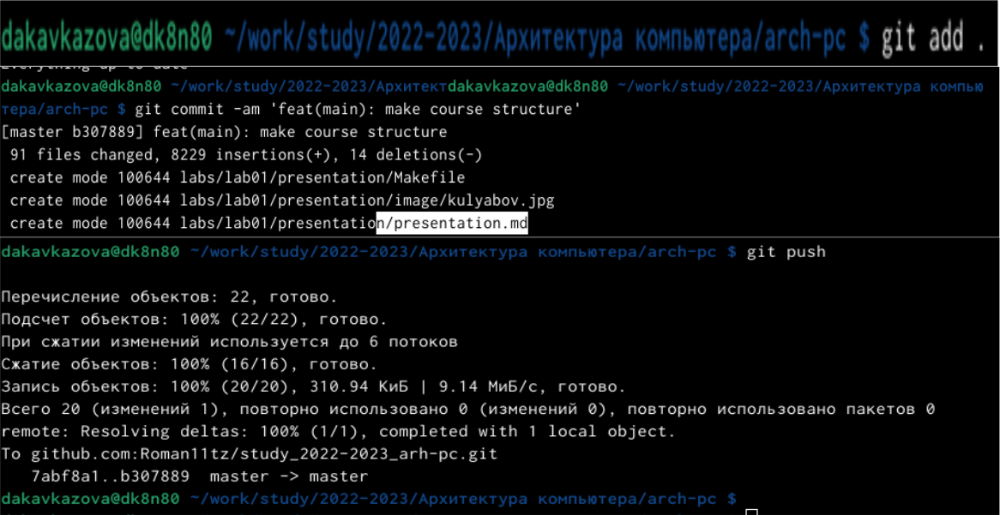 dakavkazova@dk8n80 ~/work/study/2022-2023/Архитектура компьютера/arch-pc $ git add .
Everything up-to-date
dakavkazova@dk8n80 ~/work/study/2022-2023/Архитектdakavkazova@dk8n80 ~/work/study/2022-2023/Архитектура компью
тера/arch-pc $ git commit -am 'feat(main): make course structure'
[master b307889] feat(main): make course structure
91 files changed, 8229 insertions(+), 14 deletions(-)
create mode 100644 labs/lab01/presentation/Makefile
create mode 100644 labs/lab01/presentation/image/kulyabov.jpg
create mode 100644 labs/lab01/presentation/presentation.md
dakavkazova@dk8n80 ~/work/study/2022-2023/Архитектура компьютера/arch-pc $ git push
Перечисление объектов: 22, готово.
Подсчет объектов: 100% (22/22), готово.
При сжатии изменений используется до 6 потоков
Сжатие объектов: 100% (16/16), готово.
Запись объектов: 100% (20/20), 310.94 КиБ | 9.14 МиБ/с, готово.
Всего 20 (изменений 1), повторно использовано 0 (изменений 0), повторно использовано пакетов 0
remote: Resolving deltas: 100% (1/1), completed with 1 local object.
To github.com:Roman11tz/study_2022-2023_arh-pc.git
7abf8a1..b307889  master -> master
dakavkazova@dk8n80 ~/work/study/2022-2023/Архитектура компьютера/arch-pc $